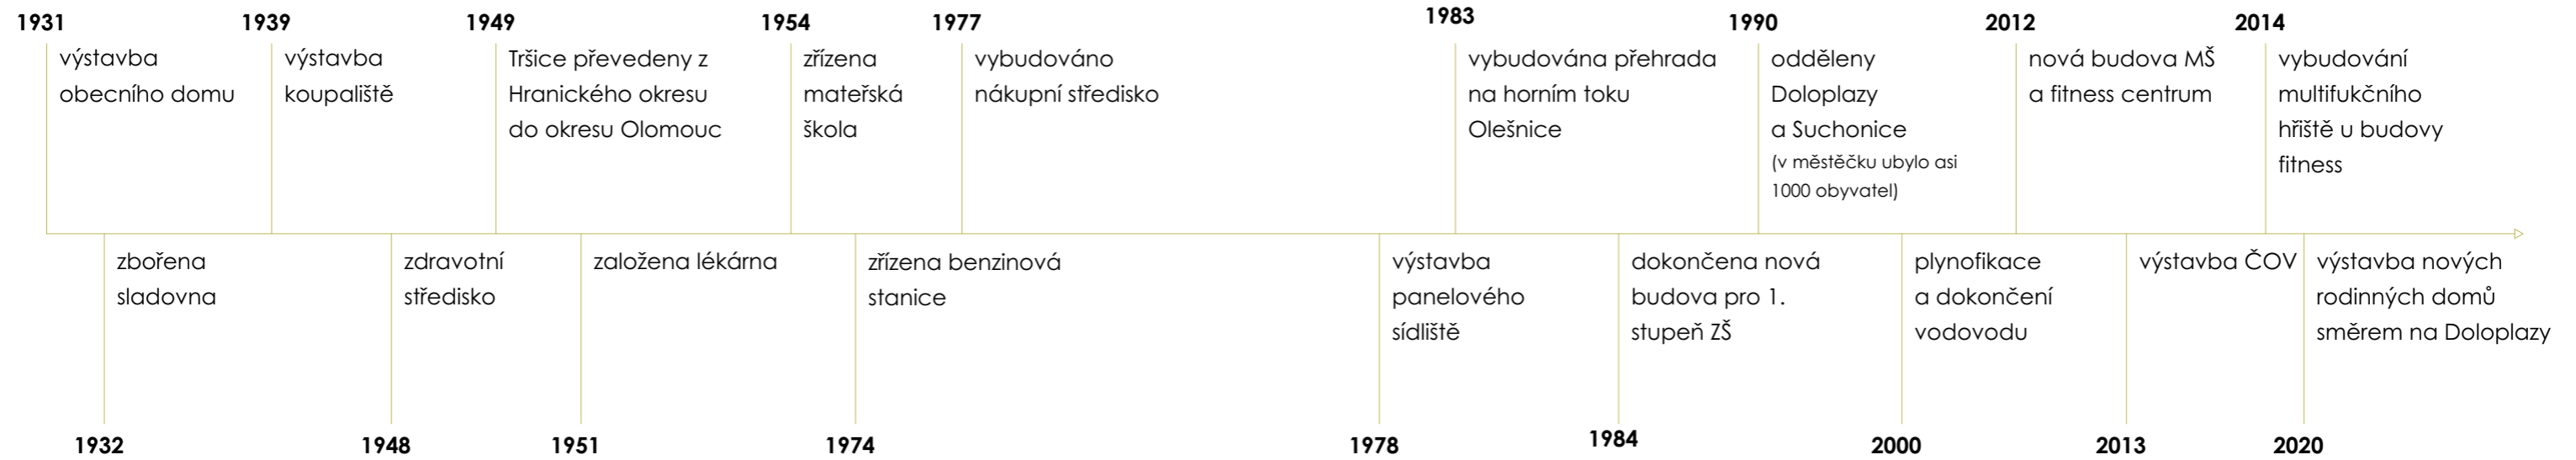 1931
výstavba
obecního domu
1939
výstavba
koupaliště
1949
Tršice převedeny z
Hranického okresu
do okresu Olomouc
1954
zřízena
mateřská
škola
1977
vybudováno
nákupní středisko
1983
vybudována přehrada
na horním toku
Olešnice
1990
odděleny
Doloplazy
a Suchonice
(v městěčku ubylo asi
1000 obyvatel)
2012
nová budova MŠ
a fitness centrum
2014
vybudování
multifukčního
hřiště u budovy
fitness
zbořena
sladovna
1932
zdravotní
středisko
1948
založena lékárna
1951
zřízena benzinová
stanice
1974
výstavba
panelového
sídliště
1978
dokončena nová
budova pro 1.
stupeň ZŠ
1984
plynofikace
a dokončení
vodovodu
2000
výstavba ČOV
2013
výstavba nových
rodinných domů
směrem na Doloplazy
2020